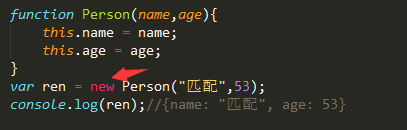 function Person(name,age){
    this.name = name;
    this.age = age;
}
var ren = new Person("匹配",53);
console.log(ren);//{name: "匹配", age: 53}